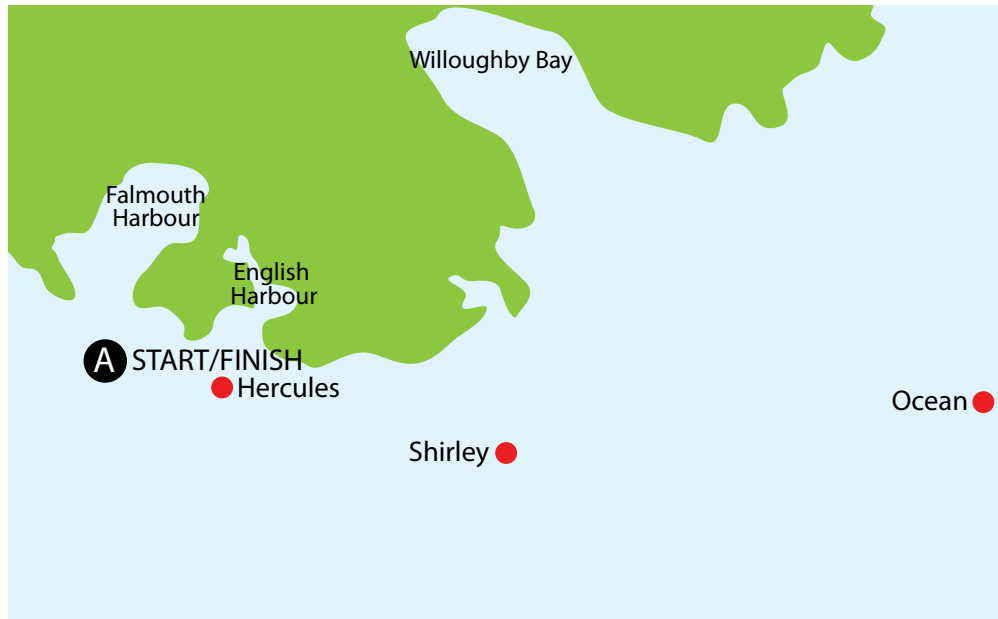 Willoughby Bay
Falmouth
Harbour
English
Harbour
A START/FINISH
Hercules
Ocean
Shirley